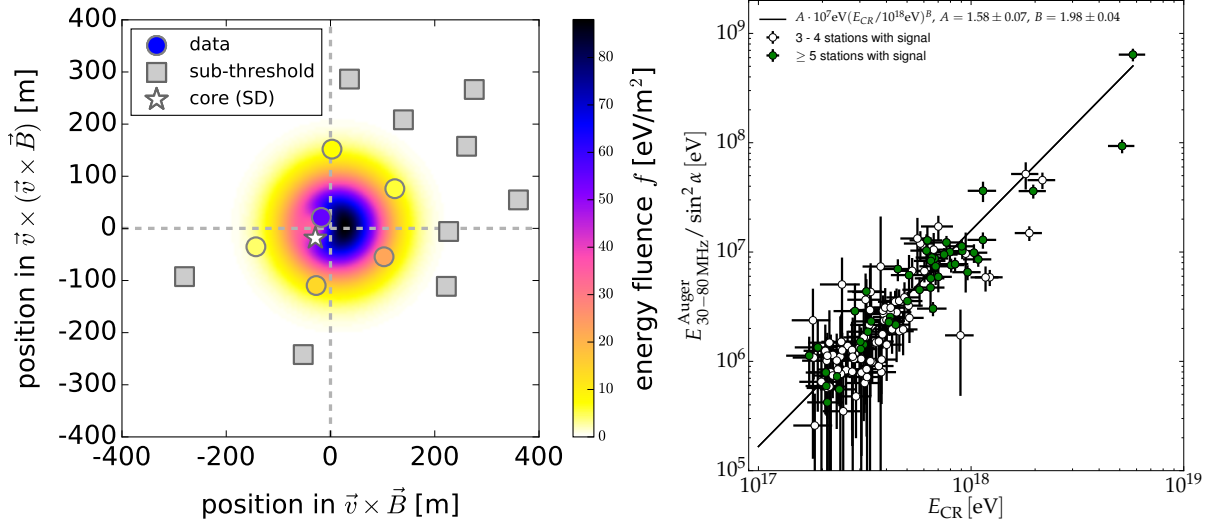 400
300
200
100
0
-100
-200
-300
-400
position in v⃗ × (v⃗ × B⃗) [m]
data
sub-threshold
core (SD)
-400
-200
0
200
400
position in v⃗ × B⃗ [m]
80
70
60
50
40
30
20
10
0
energy fluence f [eV/m²]
A · 10⁷eV(E_CR/10¹⁸eV)^B, A = 1.58 ± 0.07, B = 1.98 ± 0.04
3 - 4 stations with signal
≥ 5 stations with signal
10⁹
10⁸
10⁷
10⁶
10⁵
E^Auger_30−80 MHz / sin² α [eV]
10¹⁷
10¹⁸
10¹⁹
E_CR [eV]